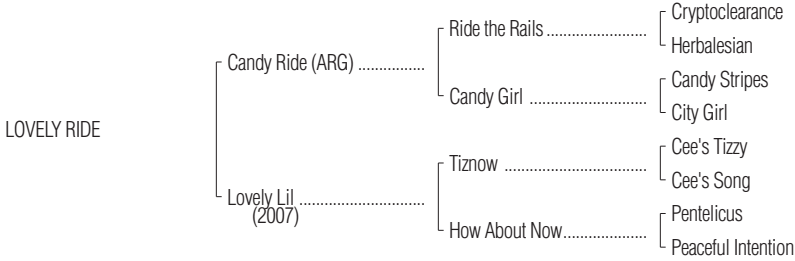 Cryptoclearance
Ride the Rails ........................
Herbalesian
Candy Ride (ARG) ................
Candy Stripes
Candy Girl ............................
City Girl
LOVELY RIDE
Cee's Tizzy
Tiznow ..................................
Cee's Song
Lovely Lil ..............................
(2007)
Pentelicus
How About Now....................
Peaceful Intention